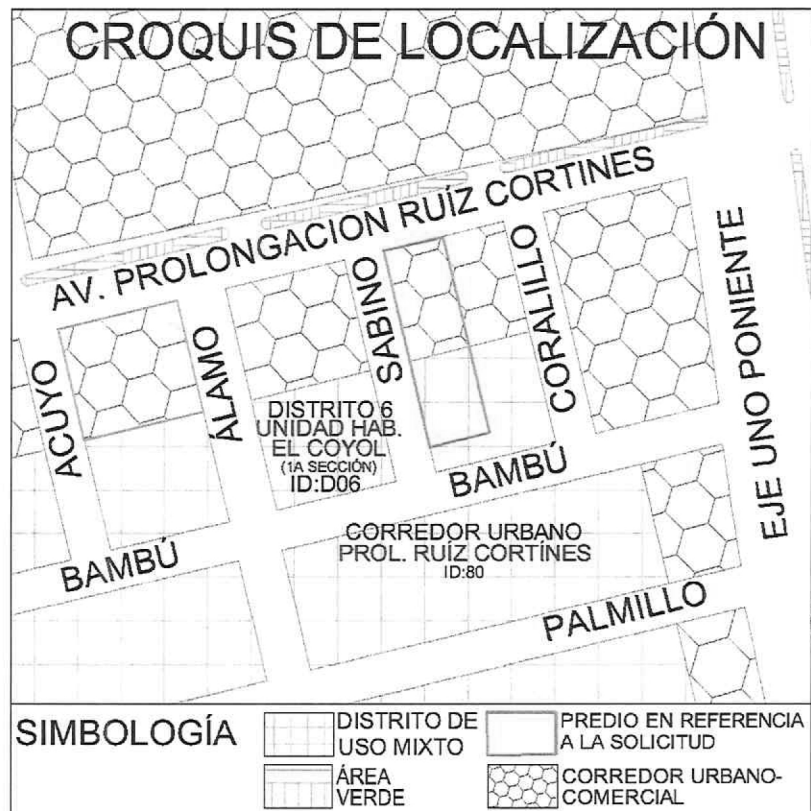 CROQUIS DE LOCALIZACIÓN
AV. PROLONGACION RUÍZ CORTINES
ACUYO
ÁLAMO
SABINO
CORALILLO
EJE UNO PONIENTE
DISTRITO 6
UNIDAD HAB.
EL COYOL
(1A SECCIÓN)
ID:D06
BAMBÚ
BAMBÚ
CORREDOR URBANO
PROL. RUÍZ CORTÍNES
ID:80
PALMILLO
SIMBOLOGÍA
DISTRITO DE
USO MIXTO
PREDIO EN REFERENCIA
A LA SOLICITUD
ÁREA
VERDE
CORREDOR URBANO-
COMERCIAL